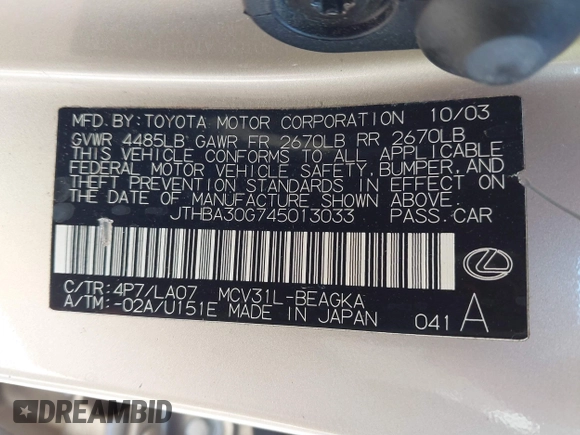 MFD. BY: TOYOTA MOTOR CORPORATION 10/03
GVWR 4485LB GAWR FR 2670LB RR 2670LB
THIS VEHICLE CONFORMS TO ALL APPLICABLE
FEDERAL MOTOR VEHICLE SAFETY, BUMPER, AND
THEFT PREVENTION STANDARDS IN EFFECT ON
THE DATE OF MANUFACTURE SHOWN ABOVE.
JTHBA30G745013033 PASS. CAR
C/TR: 4P7/LA07 MCV31L-BEAGKA
A/TM: -02A/U151E MADE IN JAPAN 041 A
DREAMBID